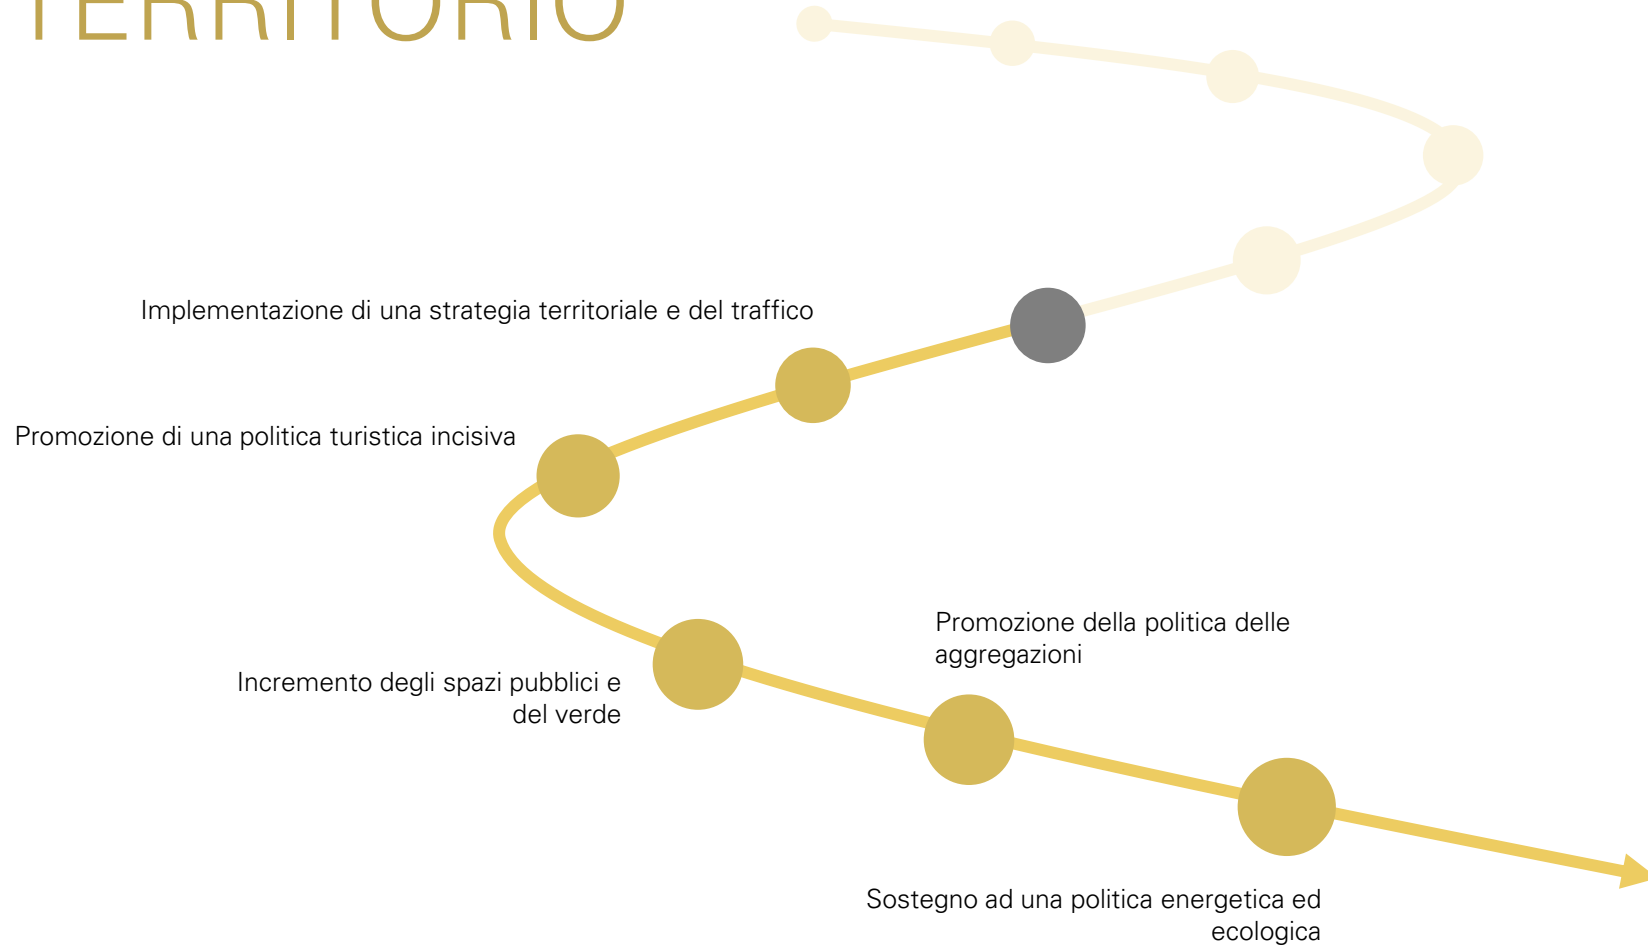 TERRITORIO
Implementazione di una strategia territoriale e del traffico
Promozione di una politica turistica incisiva
Promozione della politica delle
aggregazioni
Incremento degli spazi pubblici e
del verde
Sostegno ad una politica energetica ed
ecologica